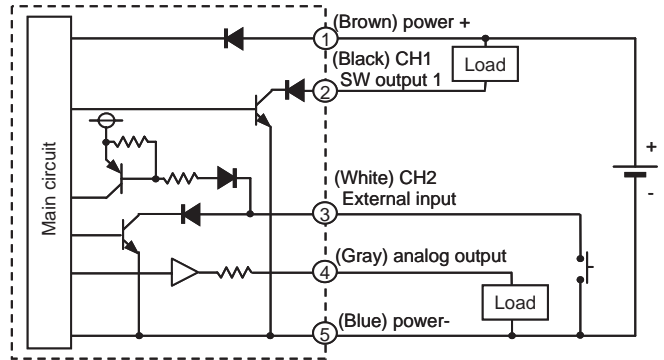 (Brown) power +
1
(Black) CH1
SW output 1
2
Load
Main circuit
+
-
(White) CH2
External input
3
(Gray) analog output
4
Load
(Blue) power-
5